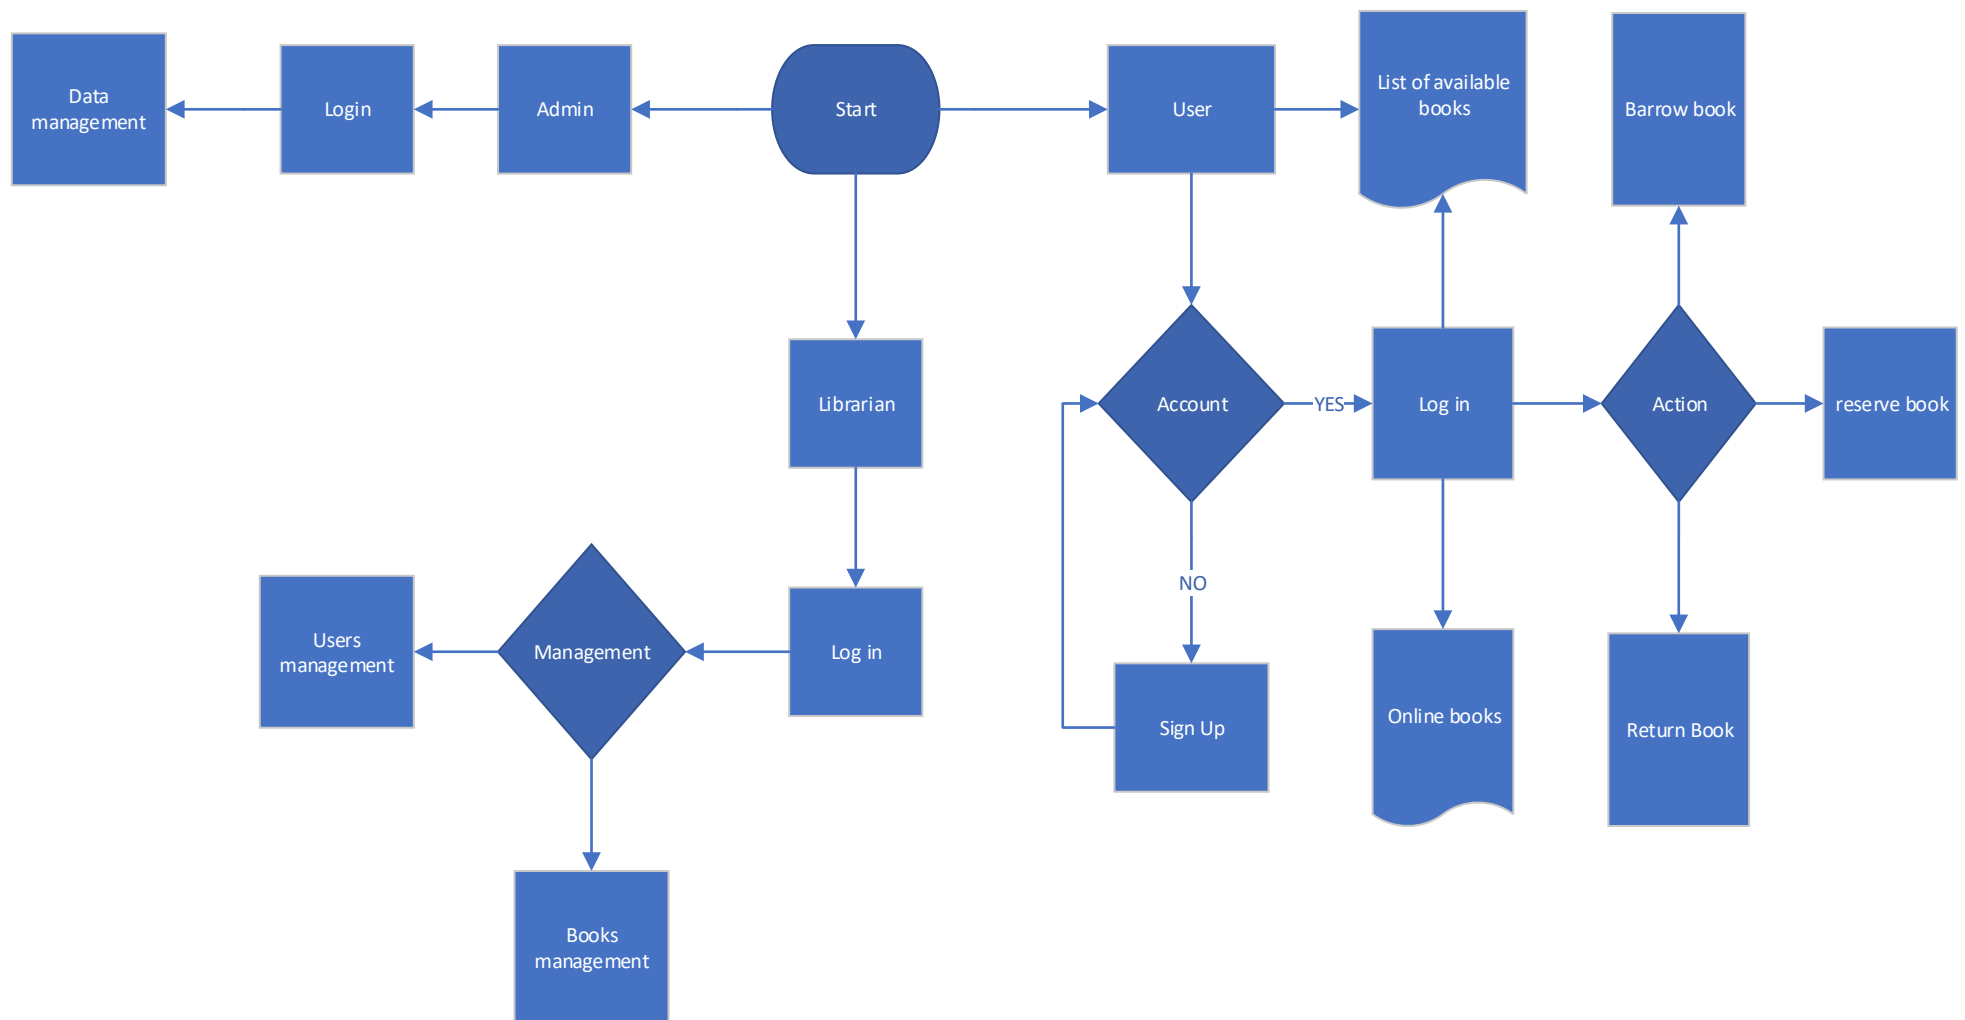 Data
management
Login
Admin
Start
User
List of available
books
Barrow book
Librarian
Account
YES
Log in
Action
reserve book
NO
Users
management
Management
Log in
Sign Up
Online books
Return Book
Books
management